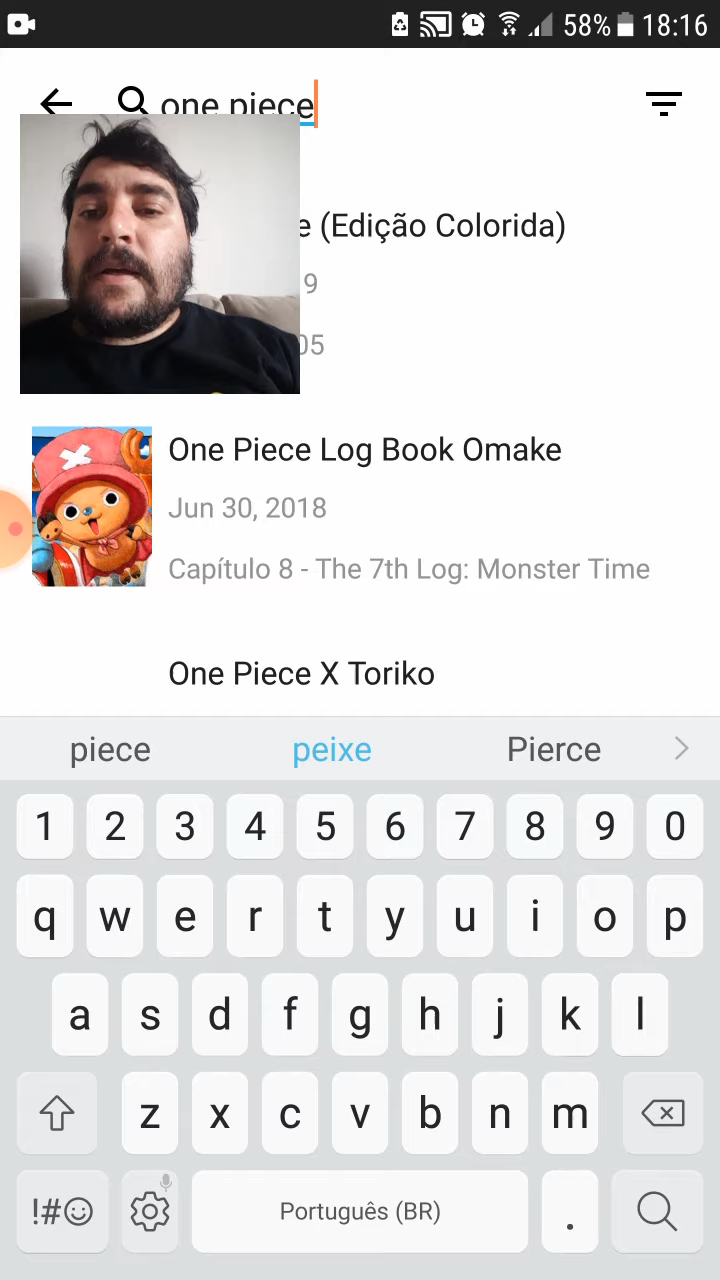 58% 18:16
one piece
e (Edição Colorida)
9
05
One Piece Log Book Omake
Jun 30, 2018
Capítulo 8 - The 7th Log: Monster Time
One Piece X Toriko
piece peixe Pierce
1 2 3 4 5 6 7 8 9 0
q w e r t y u i o p
a s d f g h j k l
z x c v b n m
!#☺ Português (BR) .